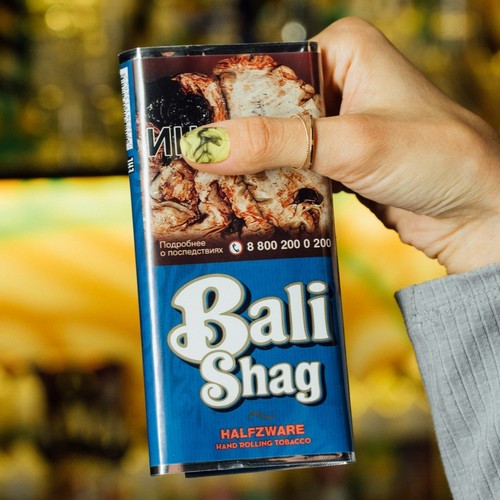 Подробнее
о последствиях
8 800 200 0 200
Bali
Shag
HALFZWARE
HAND ROLLING TOBACCO